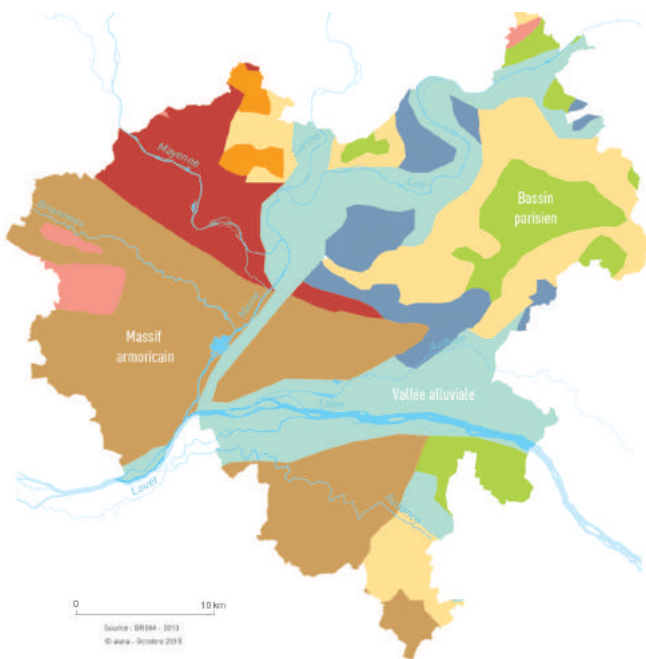 Mayenne
Sarthe
Loir
Brionneau
Bassin
parisien
Maine
Massif
armoricain
Authion
Vallée alluviale
Loire
Louet
Aubance
0 10 km
Source : BRGM - 2013
© aura - Octobre 2015